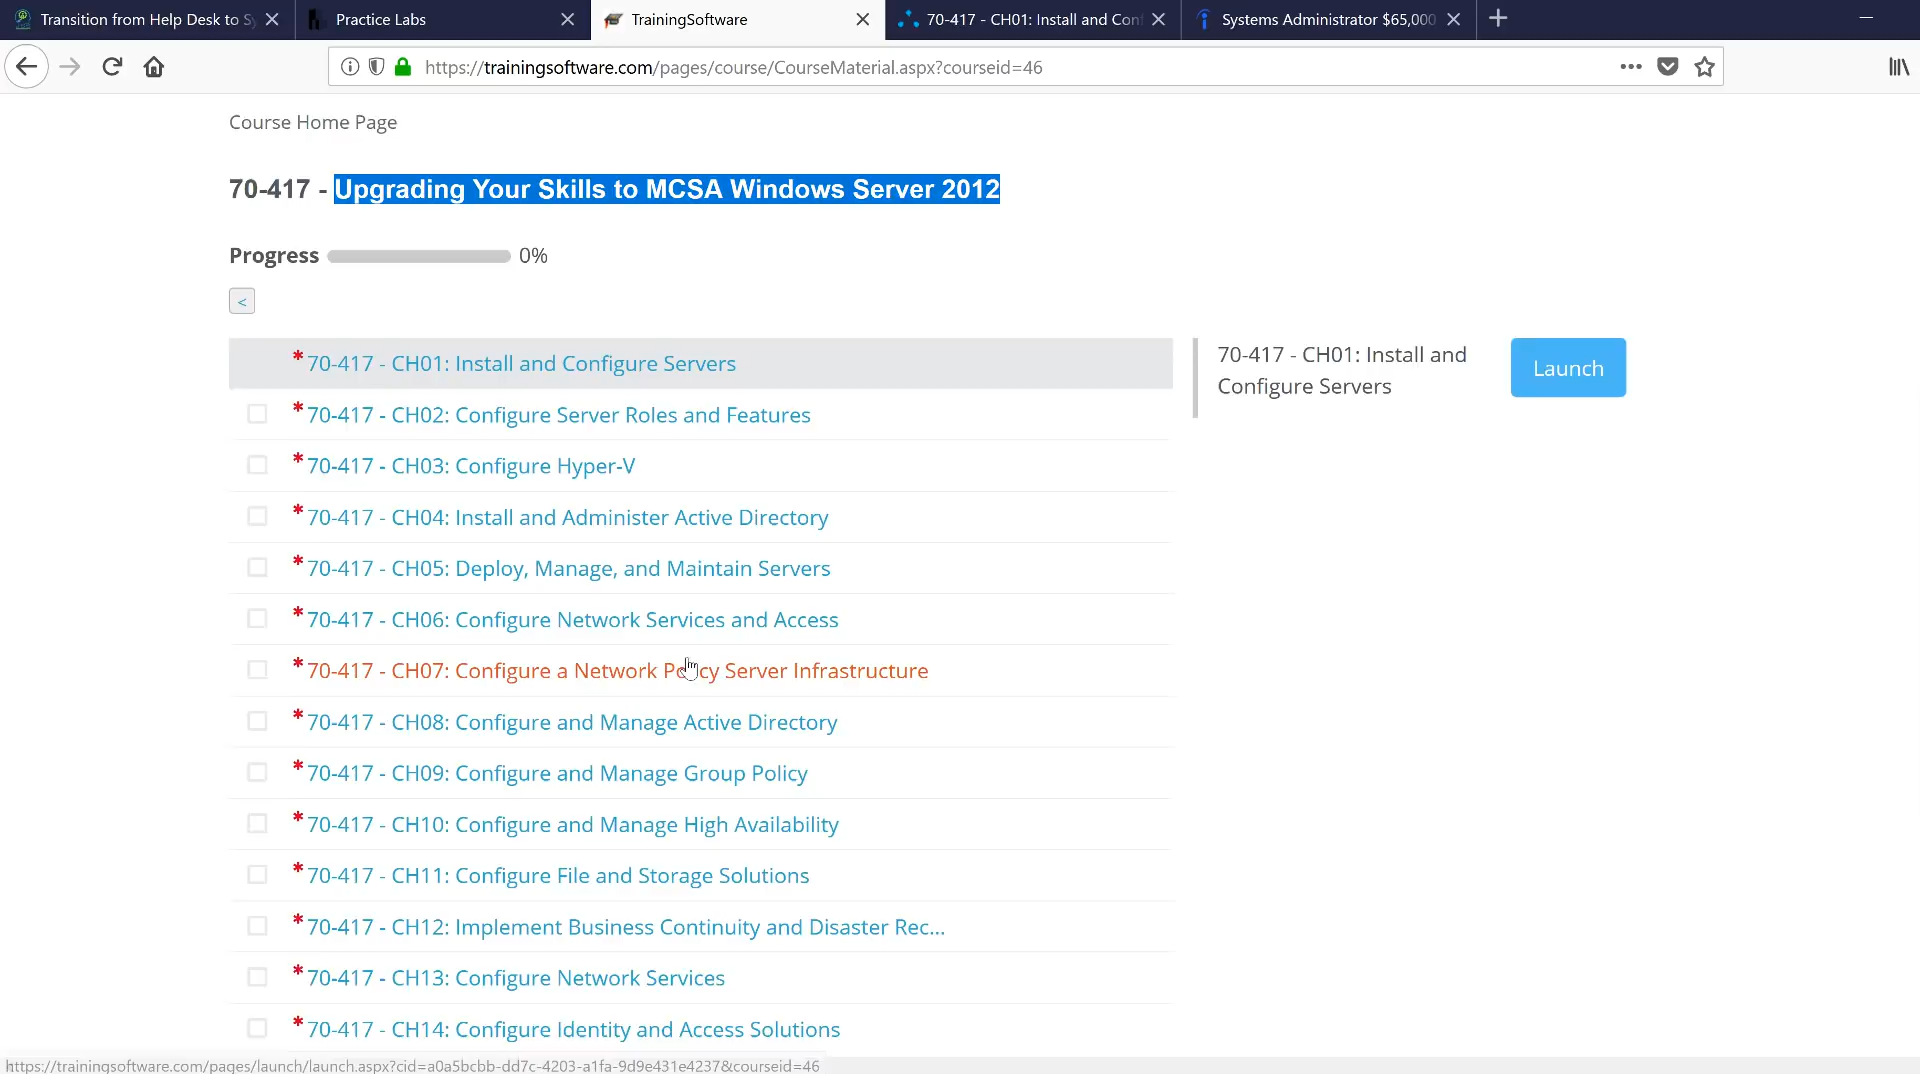 Transition from Help Desk to Sy
Practice Labs
TrainingSoftware
70-417 - CH01: Install and Con
Systems Administrator $65,000
https://trainingsoftware.com/pages/course/CourseMaterial.aspx?courseid=46
Course Home Page
70-417 - Upgrading Your Skills to MCSA Windows Server 2012
Progress 0%
<
*70-417 - CH01: Install and Configure Servers
70-417 - CH01: Install and
Configure Servers
Launch
*70-417 - CH02: Configure Server Roles and Features
*70-417 - CH03: Configure Hyper-V
*70-417 - CH04: Install and Administer Active Directory
*70-417 - CH05: Deploy, Manage, and Maintain Servers
*70-417 - CH06: Configure Network Services and Access
*70-417 - CH07: Configure a Network Policy Server Infrastructure
*70-417 - CH08: Configure and Manage Active Directory
*70-417 - CH09: Configure and Manage Group Policy
*70-417 - CH10: Configure and Manage High Availability
*70-417 - CH11: Configure File and Storage Solutions
*70-417 - CH12: Implement Business Continuity and Disaster Rec...
*70-417 - CH13: Configure Network Services
*70-417 - CH14: Configure Identity and Access Solutions
https://trainingsoftware.com/pages/launch/launch.aspx?cid=a0a5bcbb-dd7c-4203-a1fa-9d9e431e4237&courseid=46